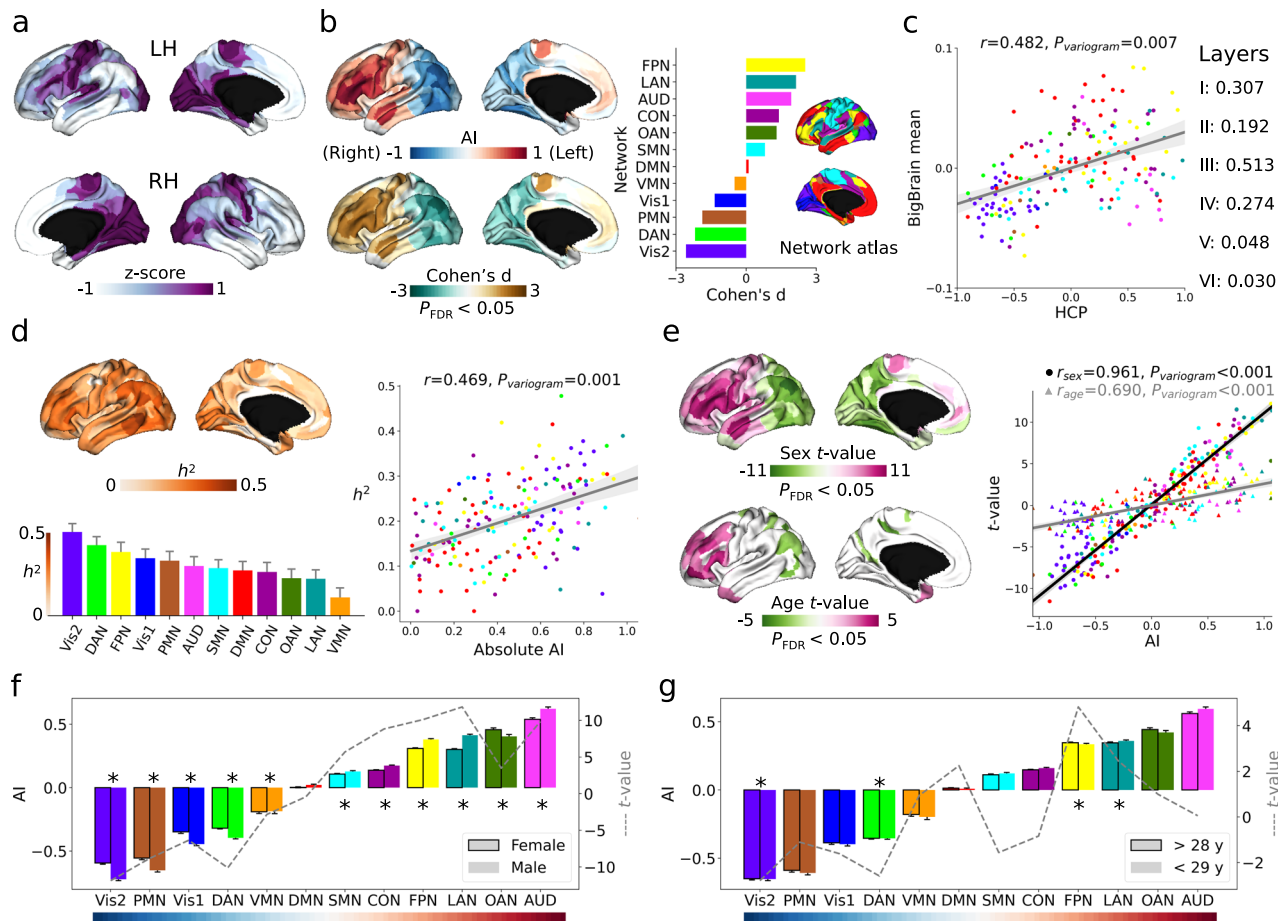 a
LH
RH
z-score
-1 1
b
AI
(Right) -1 1 (Left)
Cohen's d
-3 3
P_FDR < 0.05
Network
FPN
LAN
AUD
CON
OAN
SMN
DMN
VMN
Vis1
PMN
DAN
Vis2
−3 0 3
Cohen's d
Network atlas
c
r=0.482, P_variogram=0.007
BigBrain mean
0.1
0.0
−0.1
−1.0 −0.5 0.0 0.5 1.0
HCP
Layers
I: 0.307
II: 0.192
III: 0.513
IV: 0.274
V: 0.048
VI: 0.030
d
h²
0 0.5
0.5
h²
0
Vis2 DAN FPN Vis1 PMN AUD SMN DMN CON OAN LAN VMN
r=0.469, P_variogram=0.001
h²
0.5
0.4
0.3
0.2
0.1
0.0
0.0 0.2 0.4 0.6 0.8 1.0
Absolute AI
e
Sex t-value
-11 11
P_FDR < 0.05
Age t-value
-5 5
P_FDR < 0.05
r_sex=0.961, P_variogram<0.001
r_age=0.690, P_variogram<0.001
t-value
10
5
0
−5
−10
−1.0 −0.5 0.0 0.5 1.0
AI
f
AI
0.5
0.0
−0.5
* * * * *
* * * * * *
Female
Male
10
5
0
−5
−10
t-value
Vis2 PMN Vis1 DAN VMN DMN SMN CON FPN LAN OAN AUD
g
AI
0.5
0.0
−0.5
* *
* *
> 28 y
< 29 y
4
2
0
−2
t-value
Vis2 PMN Vis1 DAN VMN DMN SMN CON FPN LAN OAN AUD